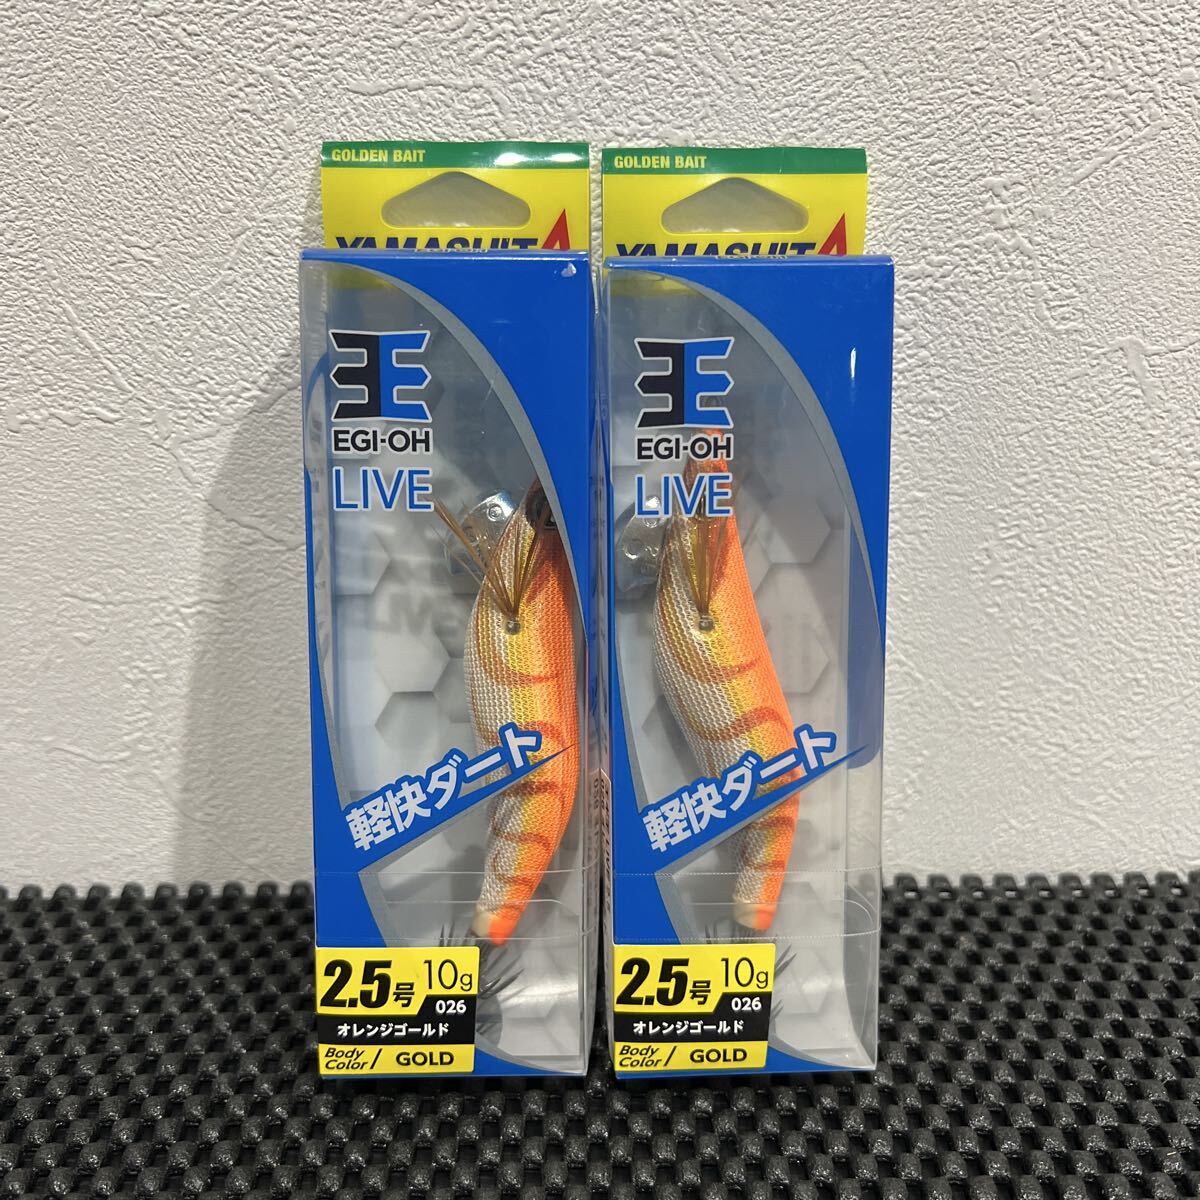 GOLDEN BAIT
YAMASHITA
EGI-OH
LIVE
軽快ダート
2.5号 10g
026
オレンジゴールド
Body Color/ GOLD
GOLDEN BAIT
YAMASHITA
EGI-OH
LIVE
軽快ダート
2.5号 10g
026
オレンジゴールド
Body Color/ GOLD